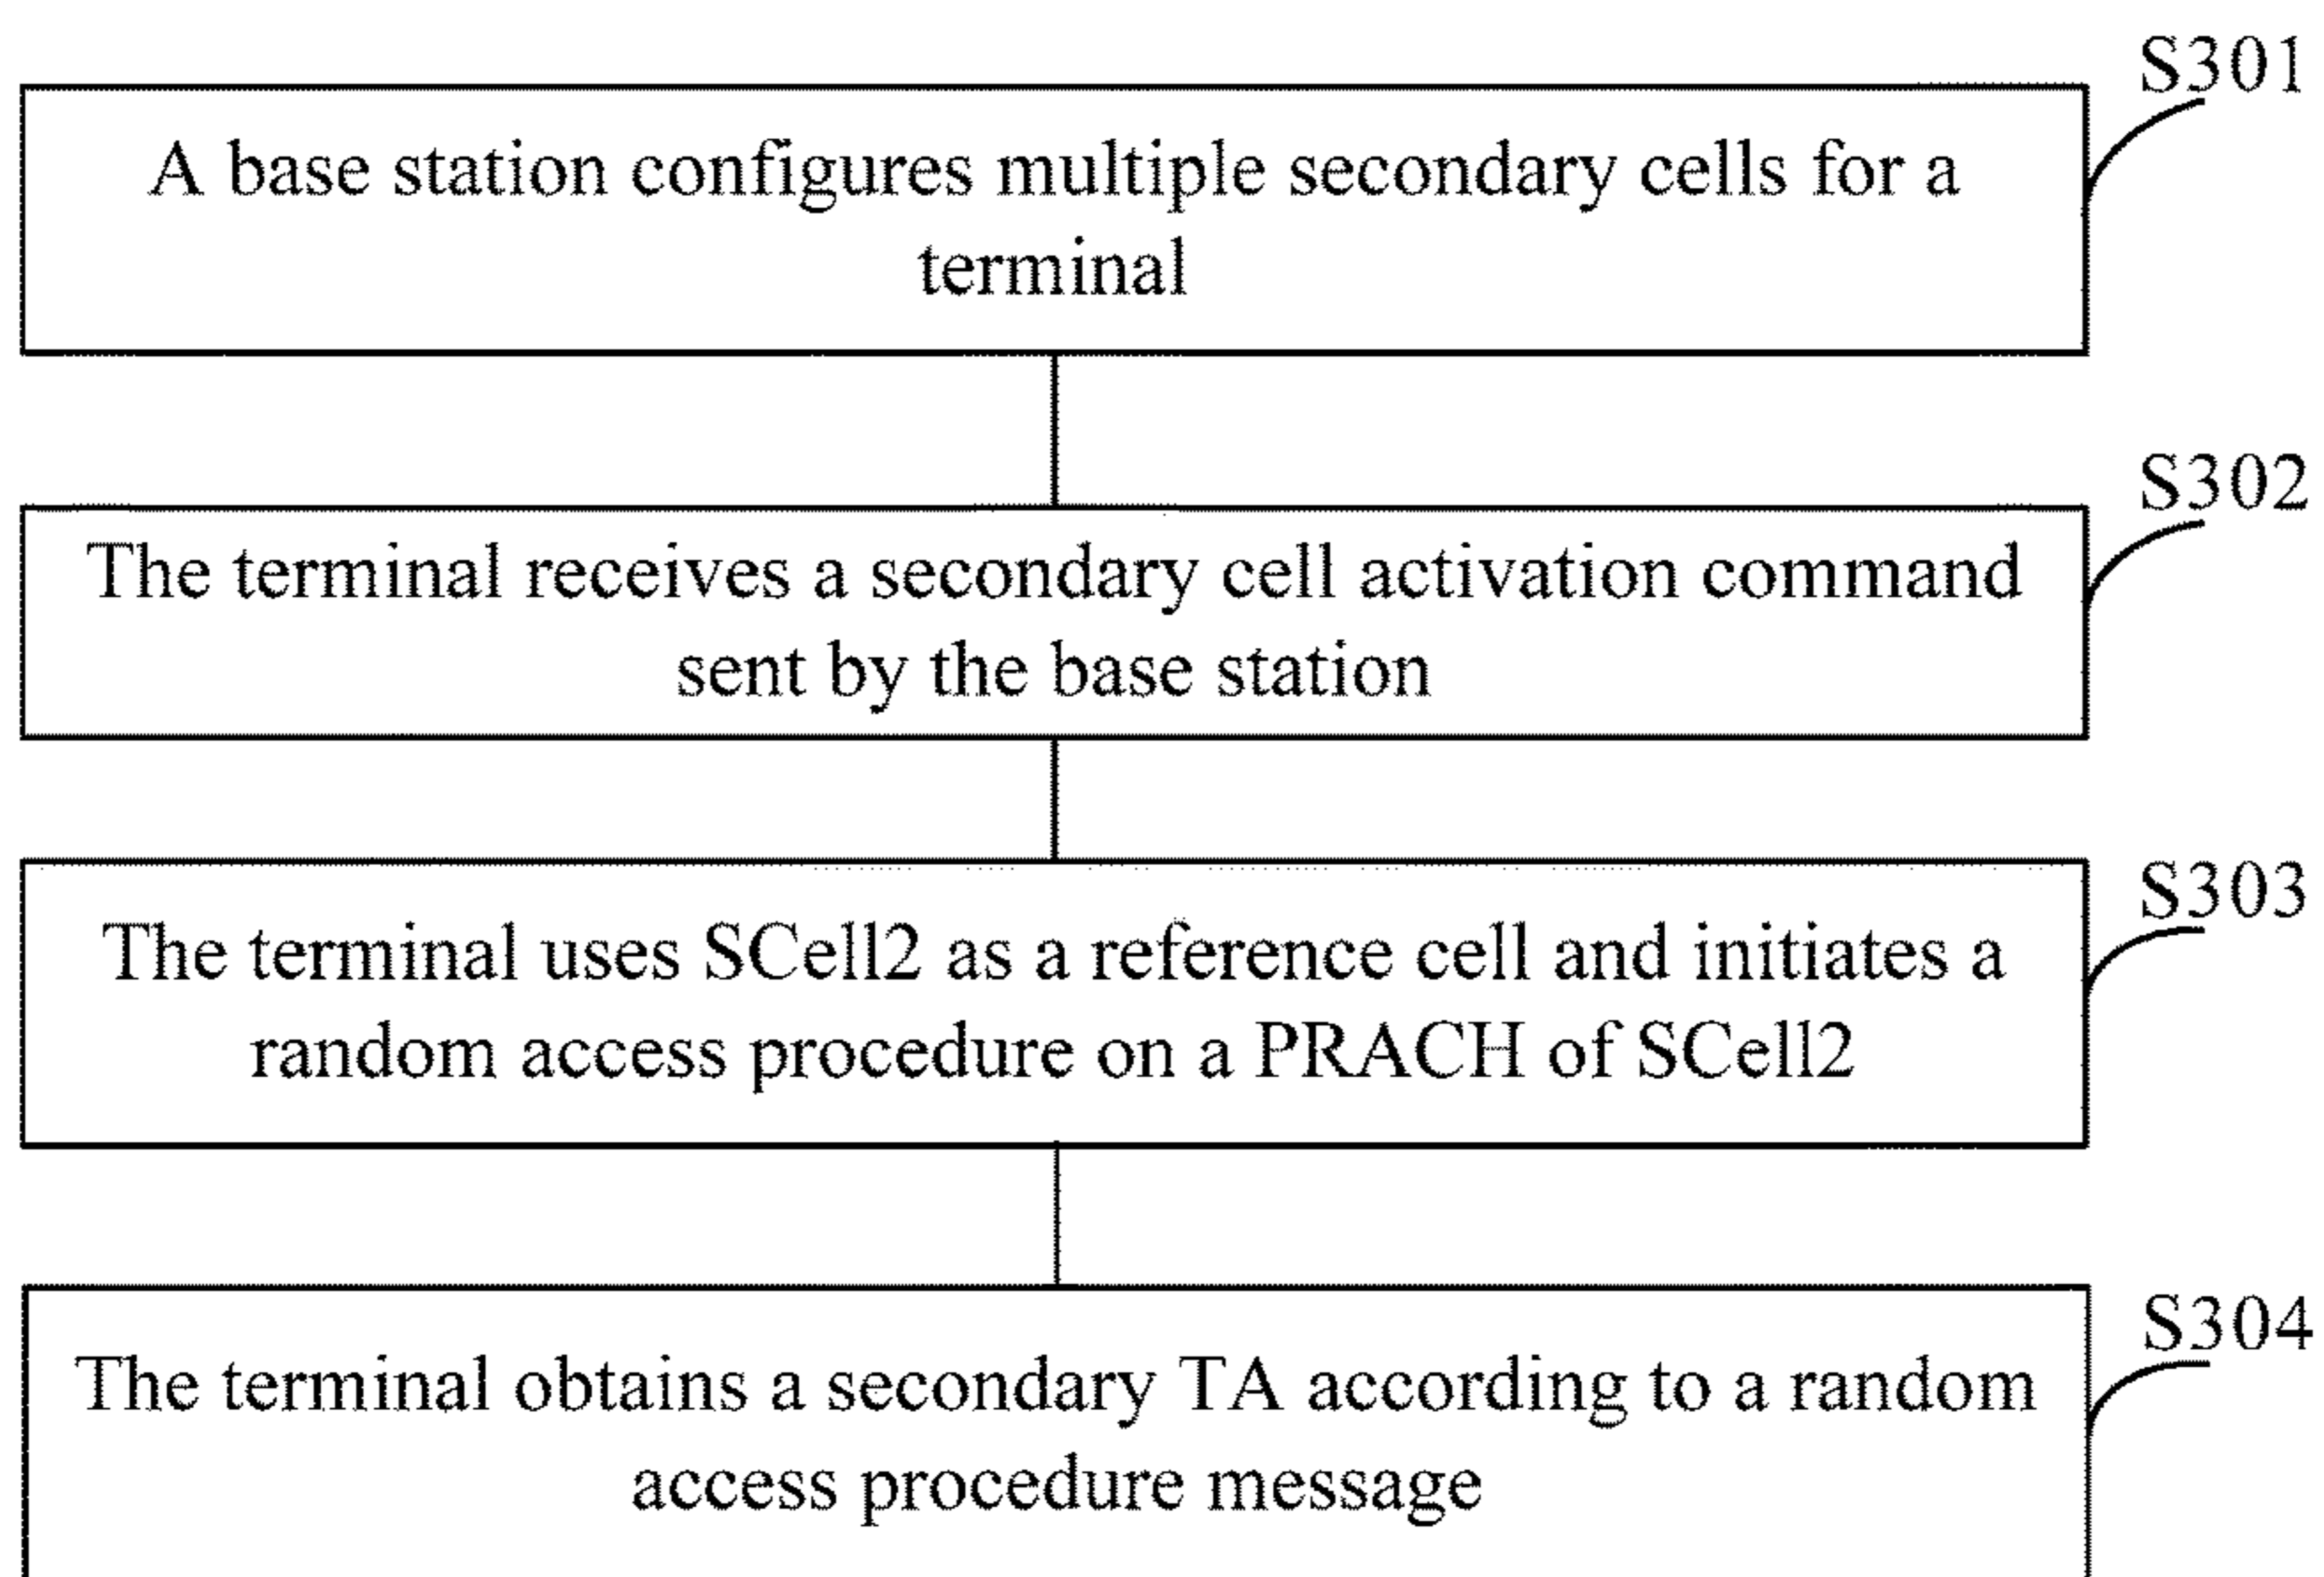 S301
A base station configures multiple secondary cells for a
terminal
S302
The terminal receives a secondary cell activation command
sent by the base station
S303
The terminal uses SCell2 as a reference cell and initiates a
random access procedure on a PRACH of SCell2
S304
The terminal obtains a secondary TA according to a random
access procedure message